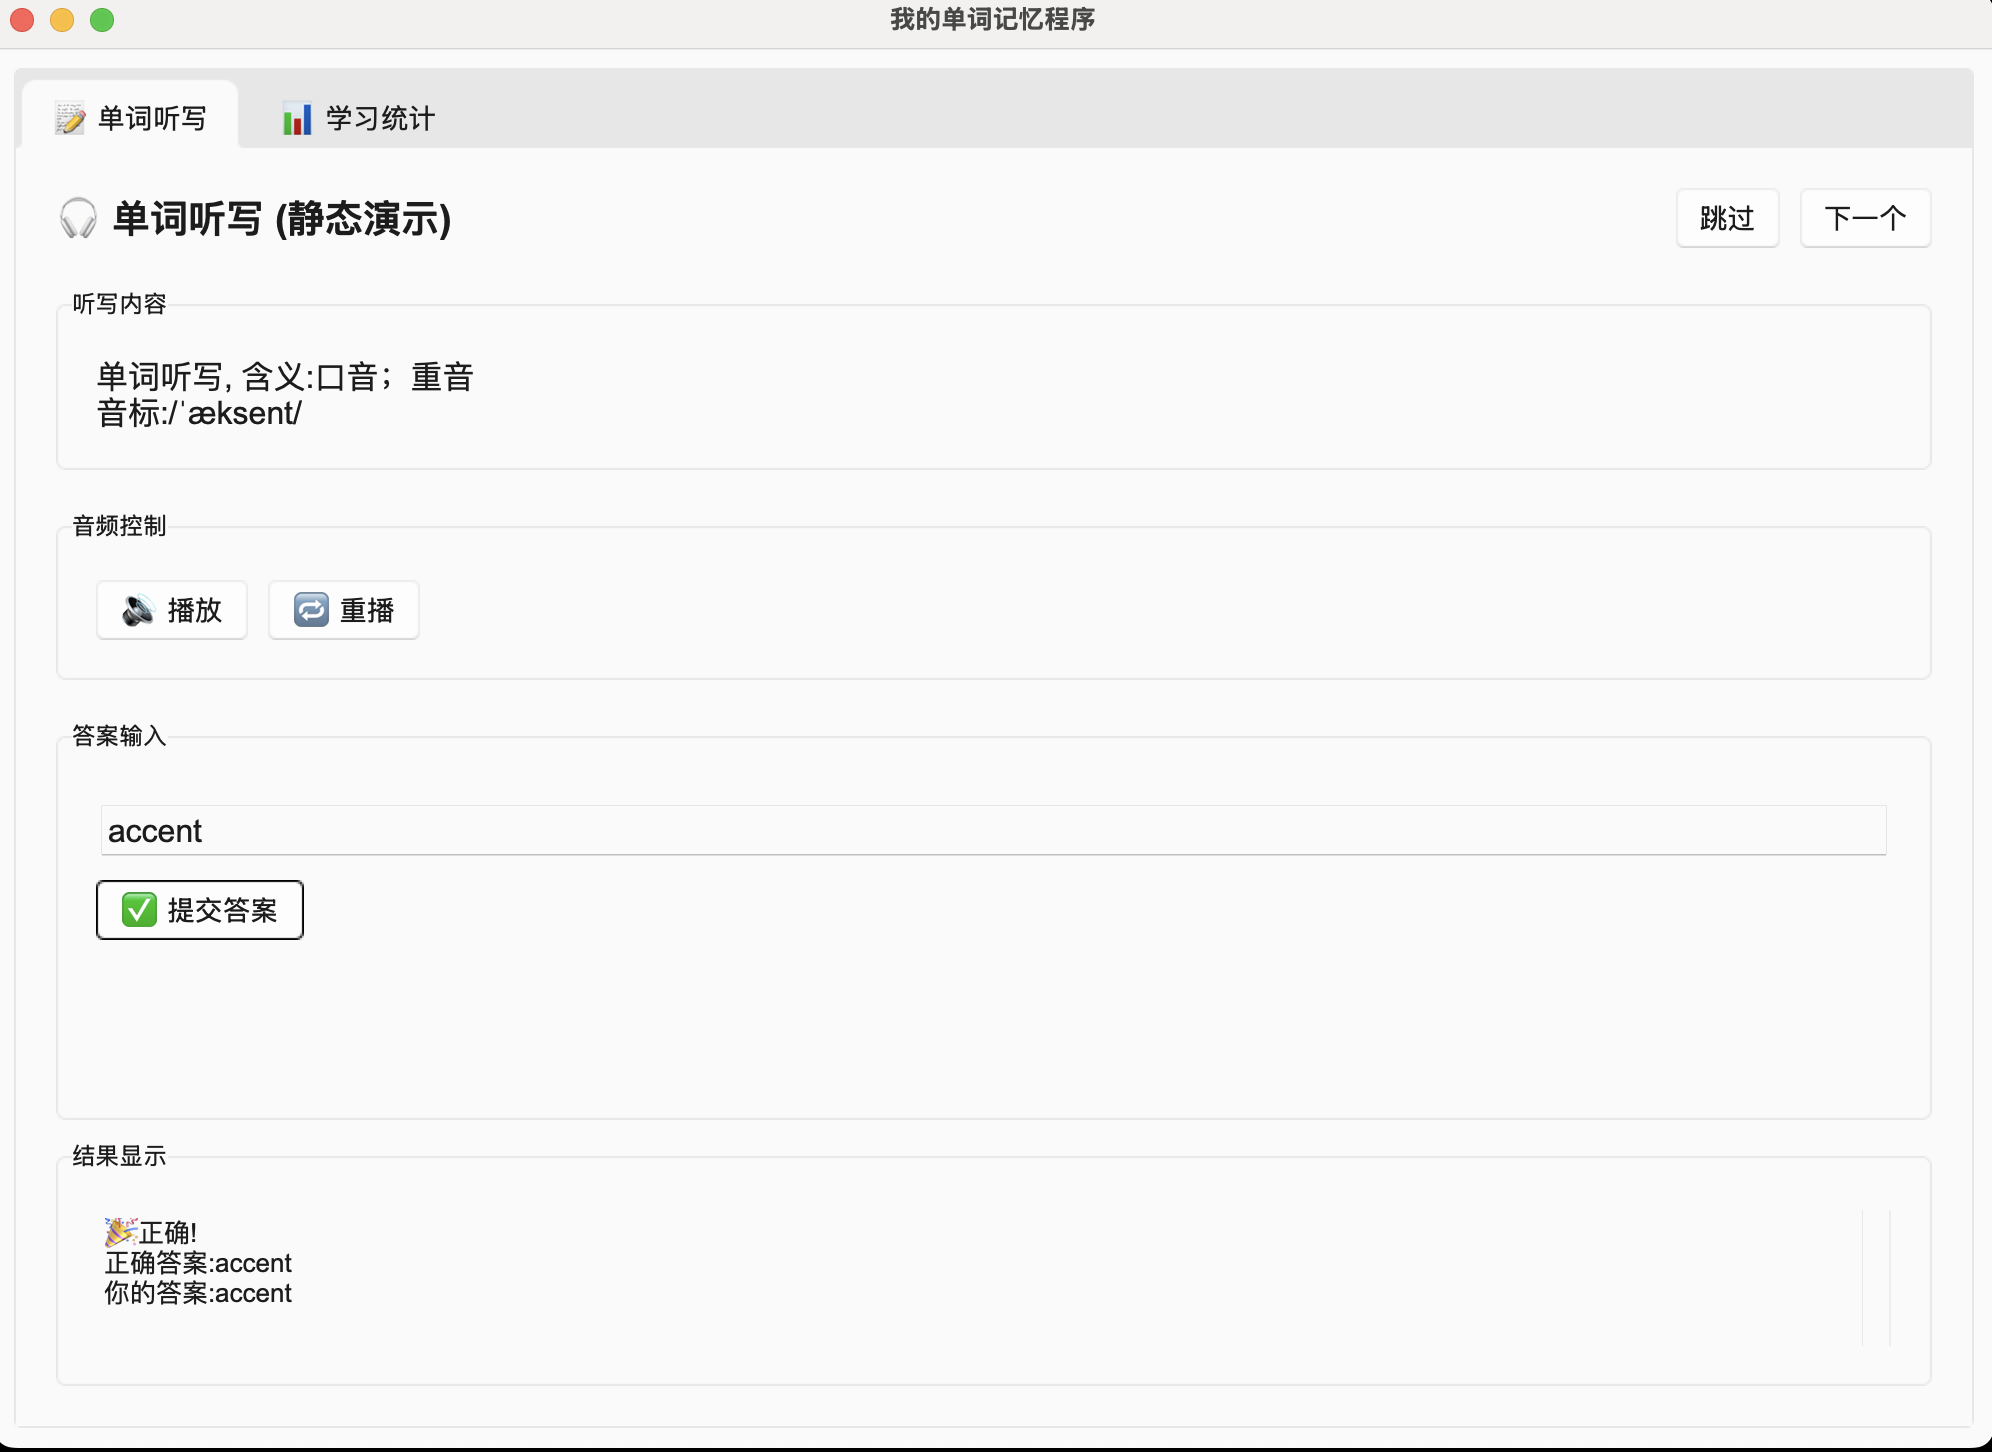 我的单词记忆程序
单词听写
学习统计
单词听写 (静态演示)
跳过
下一个
听写内容
单词听写, 含义:口音；重音
音标:/ˈæksent/
音频控制
播放
重播
答案输入
accent
提交答案
结果显示
🎉正确!
正确答案:accent
你的答案:accent